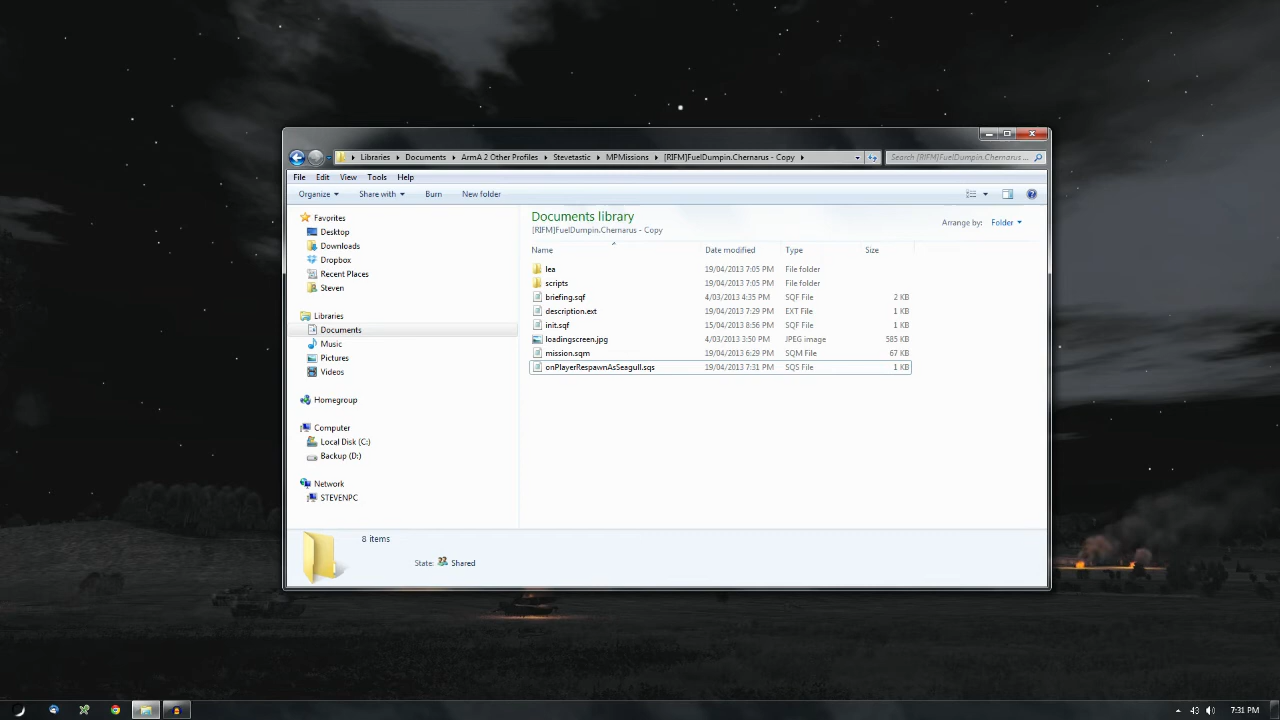 Libraries Documents ArmA 2 Other Profiles Stevetastic MPMissions [RIFM]FuelDumpin.Chernarus - Copy
Search [RIFM]FuelDumpin.Chernarus ...
File Edit View Tools Help
Organize Share with Burn New folder
Favorites
Desktop
Downloads
Dropbox
Recent Places
Steven
Libraries
Documents
Music
Pictures
Videos
Homegroup
Computer
Local Disk (C:)
Backup (D:)
Network
STEVENPC
Documents library
[RIFM]FuelDumpin.Chernarus - Copy
Arrange by: Folder
Name Date modified Type Size
lea 19/04/2013 7:05 PM File folder
scripts 19/04/2013 7:05 PM File folder
briefing.sqf 4/03/2013 4:35 PM SQF File 2 KB
description.ext 19/04/2013 7:29 PM EXT File 1 KB
init.sqf 15/04/2013 8:56 PM SQF File 1 KB
loadingscreen.jpg 4/03/2013 3:50 PM JPEG image 585 KB
mission.sqm 19/04/2013 6:29 PM SQM File 67 KB
onPlayerRespawnAsSeagull.sqs 19/04/2013 7:31 PM SQS File 1 KB
8 items
State: Shared
43
7:31 PM